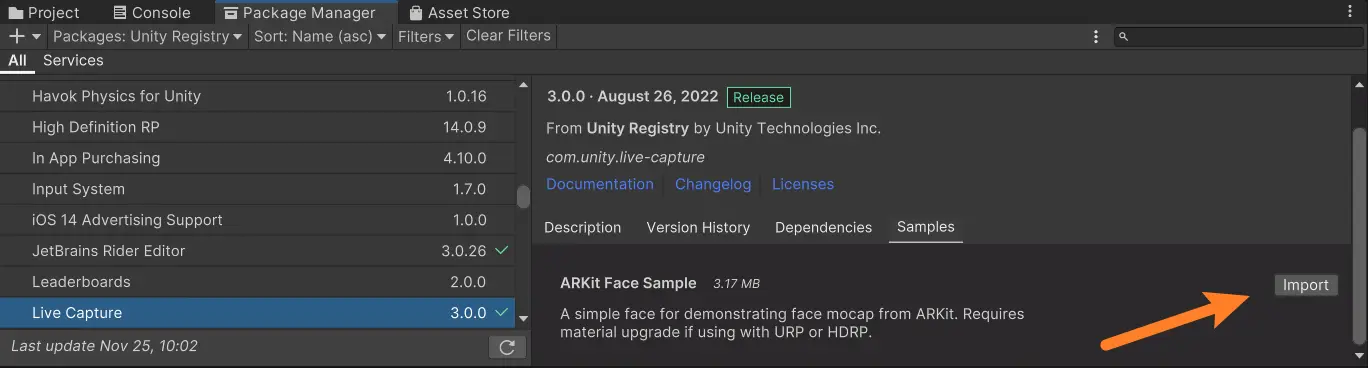 Project Console Package Manager Asset Store
+ Packages: Unity Registry Sort: Name (asc) Filters Clear Filters
All Services
Havok Physics for Unity 1.0.16
High Definition RP 14.0.9
In App Purchasing 4.10.0
Input System 1.7.0
iOS 14 Advertising Support 1.0.0
JetBrains Rider Editor 3.0.26
Leaderboards 2.0.0
Live Capture 3.0.0
Last update Nov 25, 10:02
3.0.0 · August 26, 2022 Release
From Unity Registry by Unity Technologies Inc.
com.unity.live-capture
Documentation Changelog Licenses
Description Version History Dependencies Samples
ARKit Face Sample 3.17 MB Import
A simple face for demonstrating face mocap from ARKit. Requires
material upgrade if using with URP or HDRP.